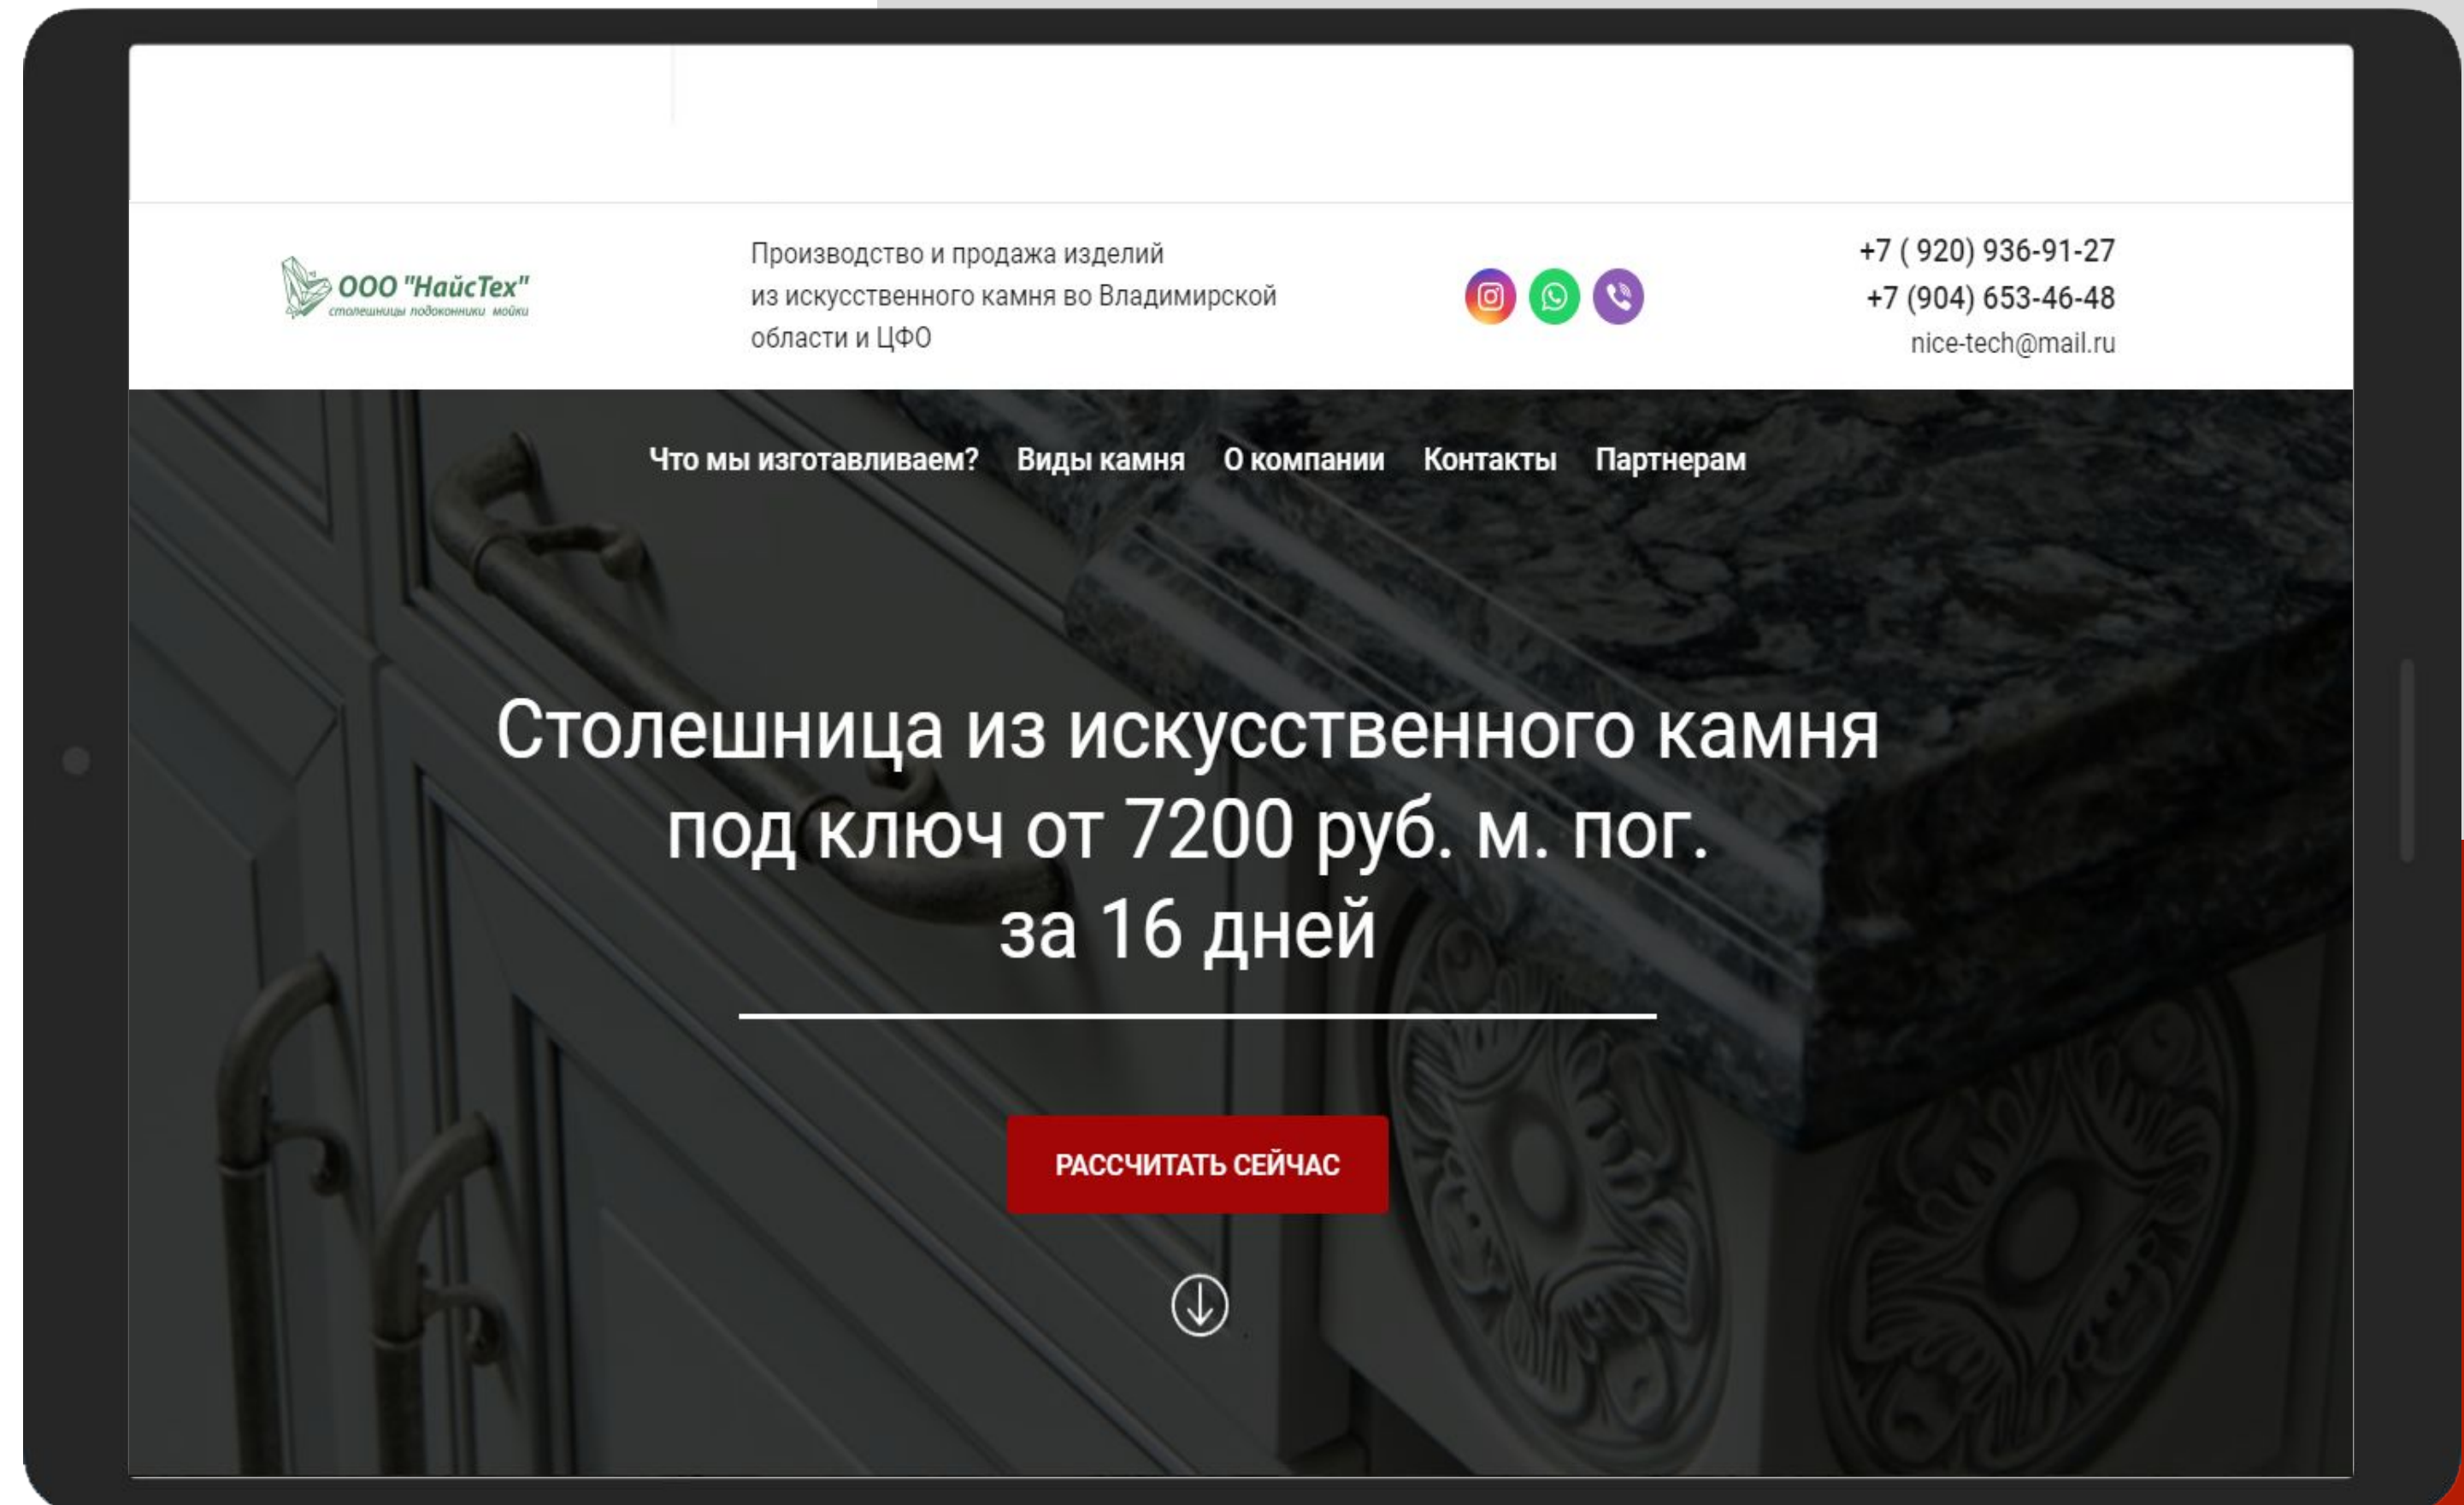 ООО "НайсТех"
столешницы подоконники мойки
Производство и продажа изделий
из искусственного камня во Владимирской
области и ЦФО
+7 ( 920) 936-91-27
+7 (904) 653-46-48
nice-tech@mail.ru
Что мы изготавливаем? Виды камня О компании Контакты Партнерам
Столешница из искусственного камня
под ключ от 7200 руб. м. пог.
за 16 дней
РАССЧИТАТЬ СЕЙЧАС